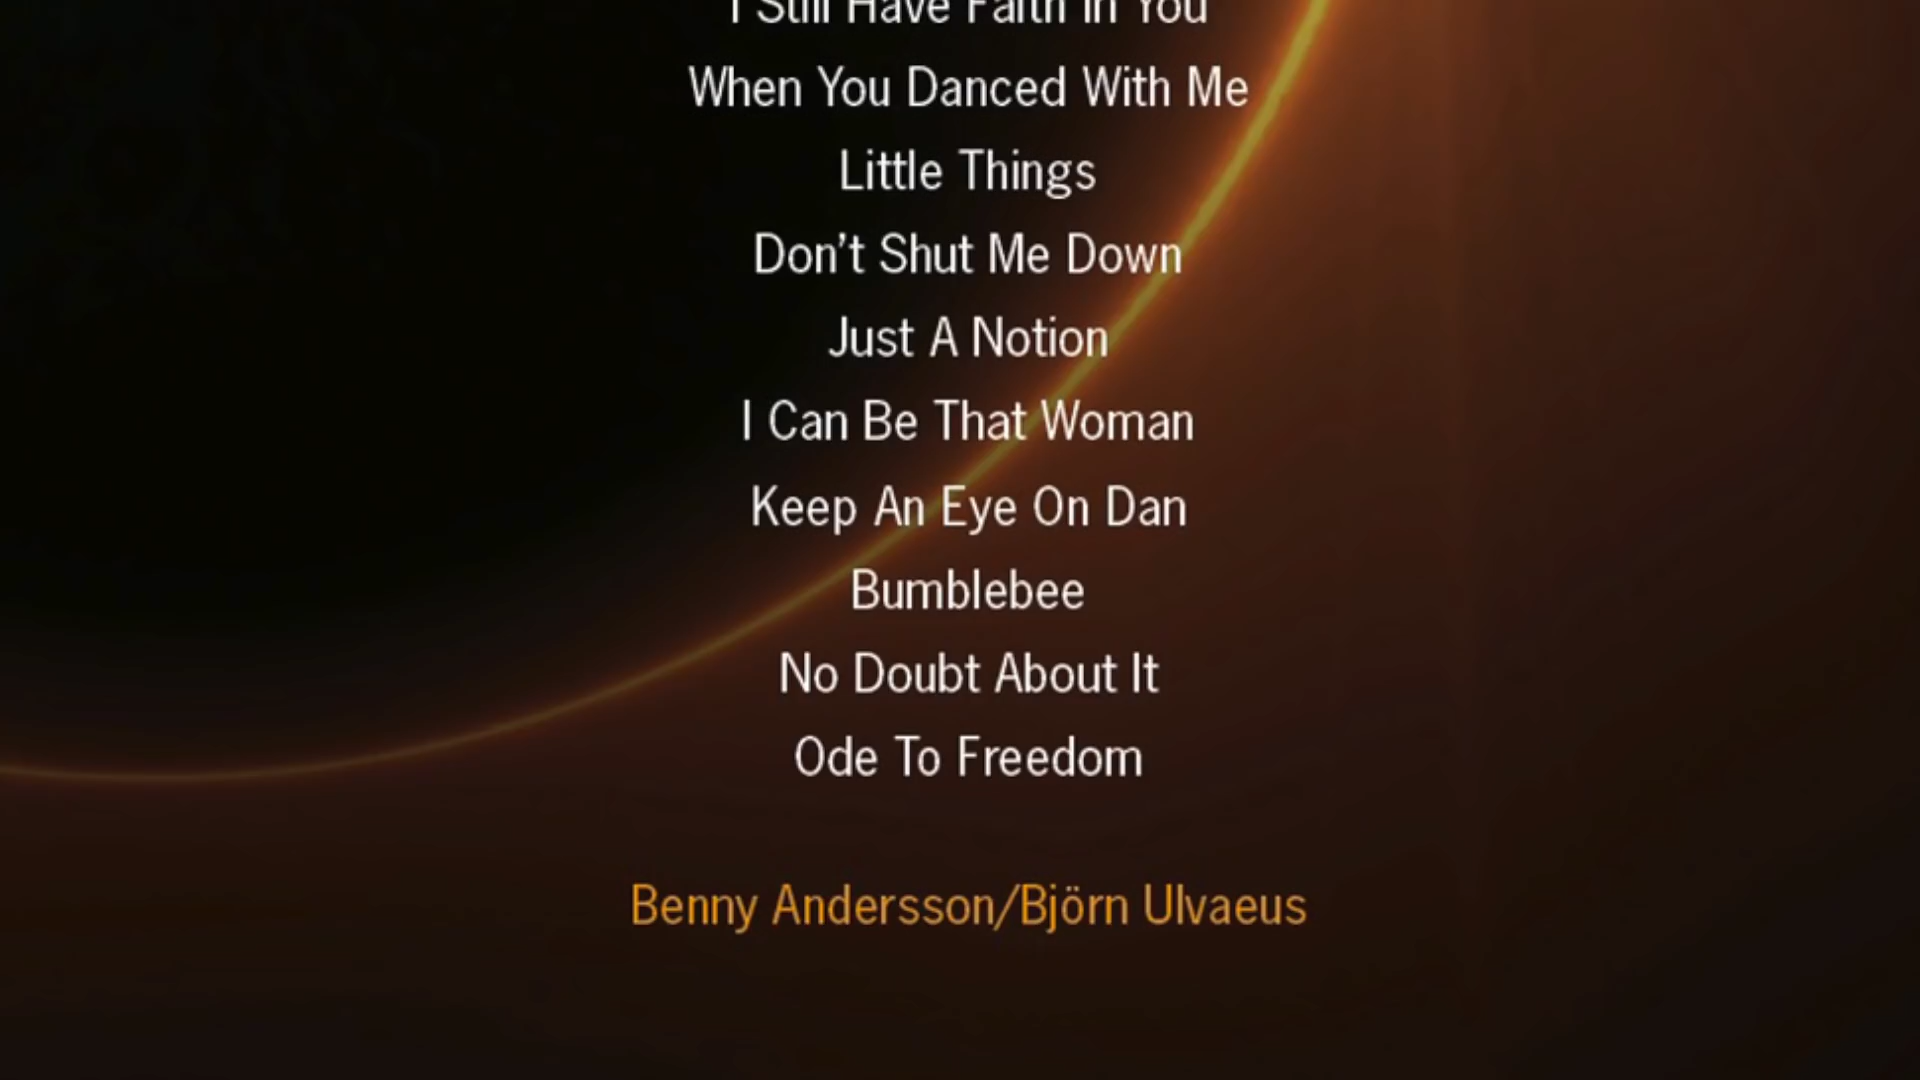 I Still Have Faith In You
When You Danced With Me
Little Things
Don’t Shut Me Down
Just A Notion
I Can Be That Woman
Keep An Eye On Dan
Bumblebee
No Doubt About It
Ode To Freedom
Benny Andersson/Björn Ulvaeus